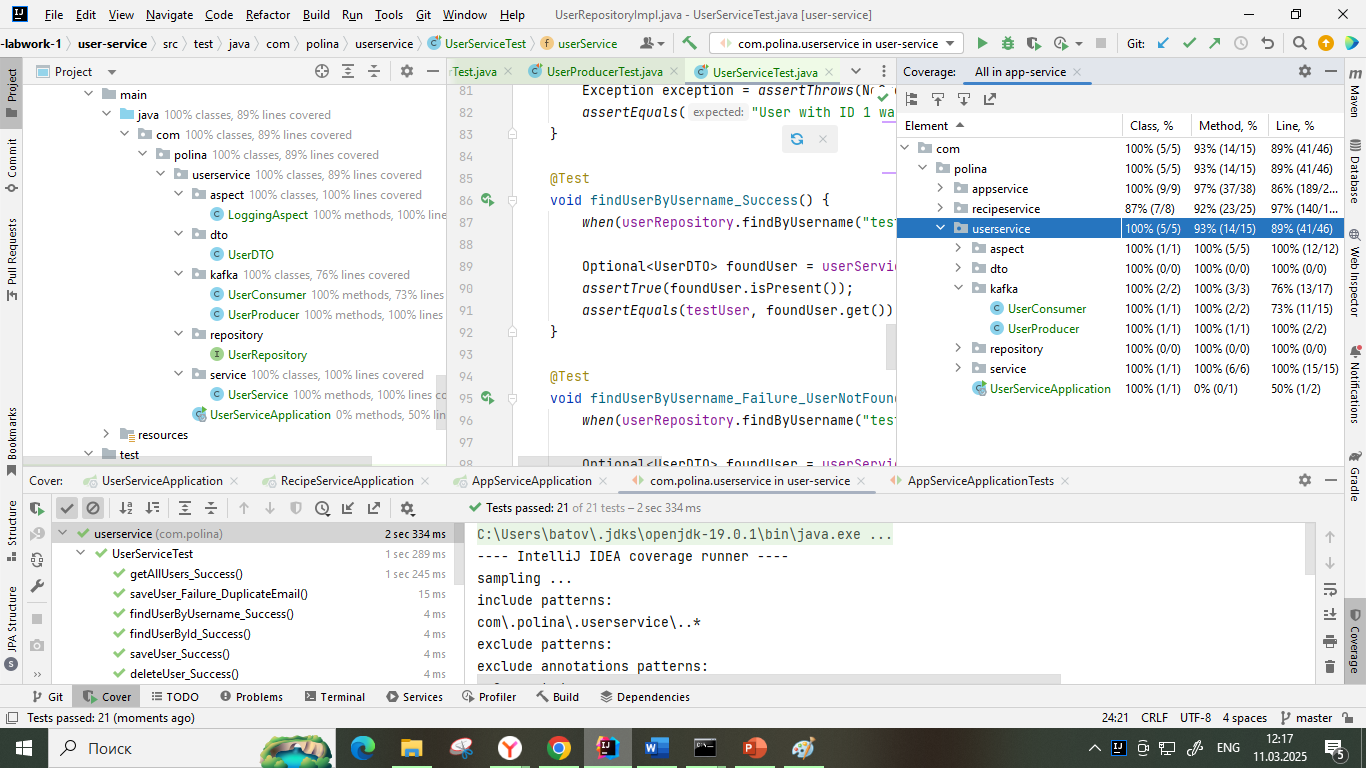 File Edit View Navigate Code Refactor Build Run Tools Git Window Help UserRepositoryImpl.java - UserServiceTest.java [user-service]
-labwork-1 user-service src test java com polina userservice UserServiceTest userService com.polina.userservice in user-service Git:
Project
Commit
Pull Requests
Bookmarks
Structure
JPA Structure
Project
main
java 100% classes, 89% lines covered
com 100% classes, 89% lines covered
polina 100% classes, 89% lines covered
userservice 100% classes, 89% lines covered
aspect 100% classes, 100% lines covered
LoggingAspect 100% methods, 100% line
dto
UserDTO
kafka 100% classes, 76% lines covered
UserConsumer 100% methods, 73% lines
UserProducer 100% methods, 100% lines
repository
UserRepository
service 100% classes, 100% lines covered
UserService 100% methods, 100% lines co
UserServiceApplication 0% methods, 50% lin
resources
test
rTest.java UserProducerTest.java UserServiceTest.java
81 Exception exception = assertThrows(No
82 assertEquals( expected: "User with ID 1 wa
83 }
84
85 @Test
86 void findUserByUsername_Success() {
87 when(userRepository.findByUsername("tes
88
89 Optional<UserDTO> foundUser = userServi
90 assertTrue(foundUser.isPresent());
91 assertEquals(testUser, foundUser.get())
92 }
93
94 @Test
95 void findUserByUsername_Failure_UserNotFoun
96 when(userRepository.findByUsername("tes
97
98 Optional<UserDTO> foundUser = userServi
Coverage: All in app-service
Element Class, % Method, % Line, %
com 100% (5/5) 93% (14/15) 89% (41/46)
polina 100% (5/5) 93% (14/15) 89% (41/46)
appservice 100% (9/9) 97% (37/38) 86% (189/2...
recipeservice 87% (7/8) 92% (23/25) 97% (140/1...
userservice 100% (5/5) 93% (14/15) 89% (41/46)
aspect 100% (1/1) 100% (5/5) 100% (12/12)
dto 100% (0/0) 100% (0/0) 100% (0/0)
kafka 100% (2/2) 100% (3/3) 76% (13/17)
UserConsumer 100% (1/1) 100% (2/2) 73% (11/15)
UserProducer 100% (1/1) 100% (1/1) 100% (2/2)
repository 100% (0/0) 100% (0/0) 100% (0/0)
service 100% (1/1) 100% (6/6) 100% (15/15)
UserServiceApplication 100% (1/1) 0% (0/1) 50% (1/2)
Maven
Database
Web Inspector
Notifications
Gradle
Coverage
Cover: UserServiceApplication RecipeServiceApplication AppServiceApplication com.polina.userservice in user-service AppServiceApplicationTests
Tests passed: 21 of 21 tests – 2 sec 334 ms
userservice (com.polina) 2 sec 334 ms
UserServiceTest 1 sec 289 ms
getAllUsers_Success() 1 sec 245 ms
saveUser_Failure_DuplicateEmail() 15 ms
findUserByUsername_Success() 4 ms
findUserById_Success() 4 ms
saveUser_Success() 4 ms
deleteUser_Success() 4 ms
C:\Users\batov\.jdks\openjdk-19.0.1\bin\java.exe ...
---- IntelliJ IDEA coverage runner ----
sampling ...
include patterns:
com\.polina\.userservice\..*
exclude patterns:
exclude annotations patterns:
Git Cover TODO Problems Terminal Services Profiler Build Dependencies
Tests passed: 21 (moments ago) 24:21 CRLF UTF-8 4 spaces master
Поиск ENG 12:17
11.03.2025
5